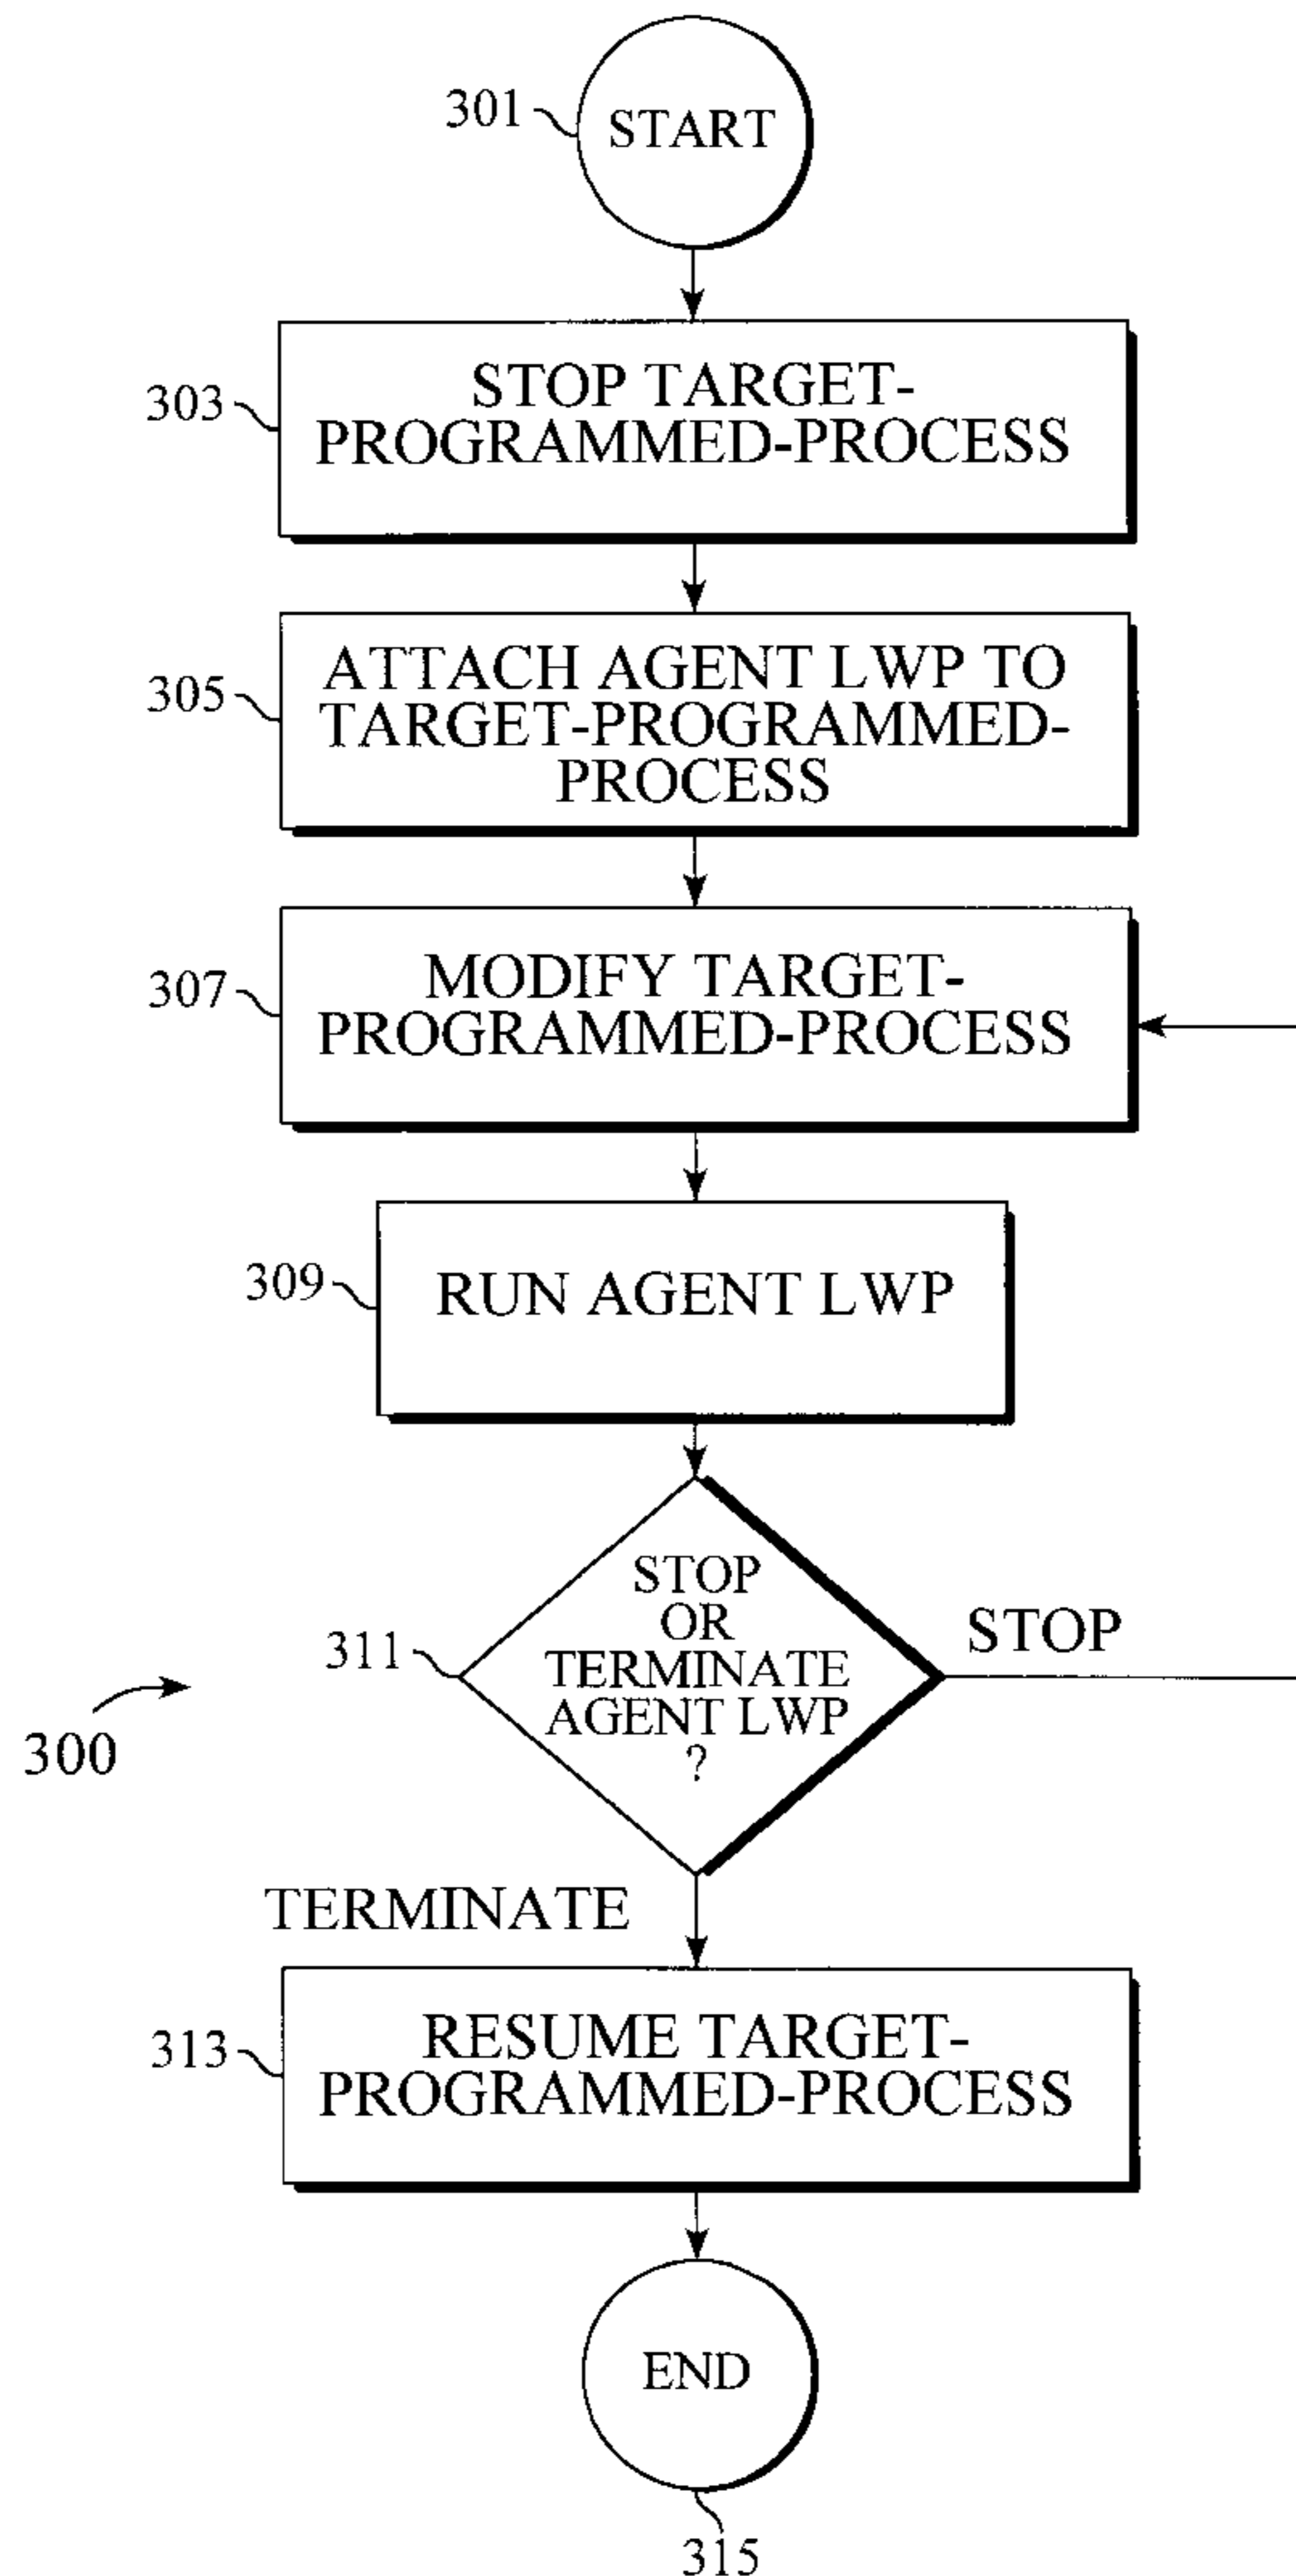 301
START
303
STOP TARGET-
PROGRAMMED-PROCESS
305
ATTACH AGENT LWP TO
TARGET-PROGRAMMED-
PROCESS
307
MODIFY TARGET-
PROGRAMMED-PROCESS
309
RUN AGENT LWP
311
STOP
OR
TERMINATE
AGENT LWP
?
STOP
300
TERMINATE
313
RESUME TARGET-
PROGRAMMED-PROCESS
END
315